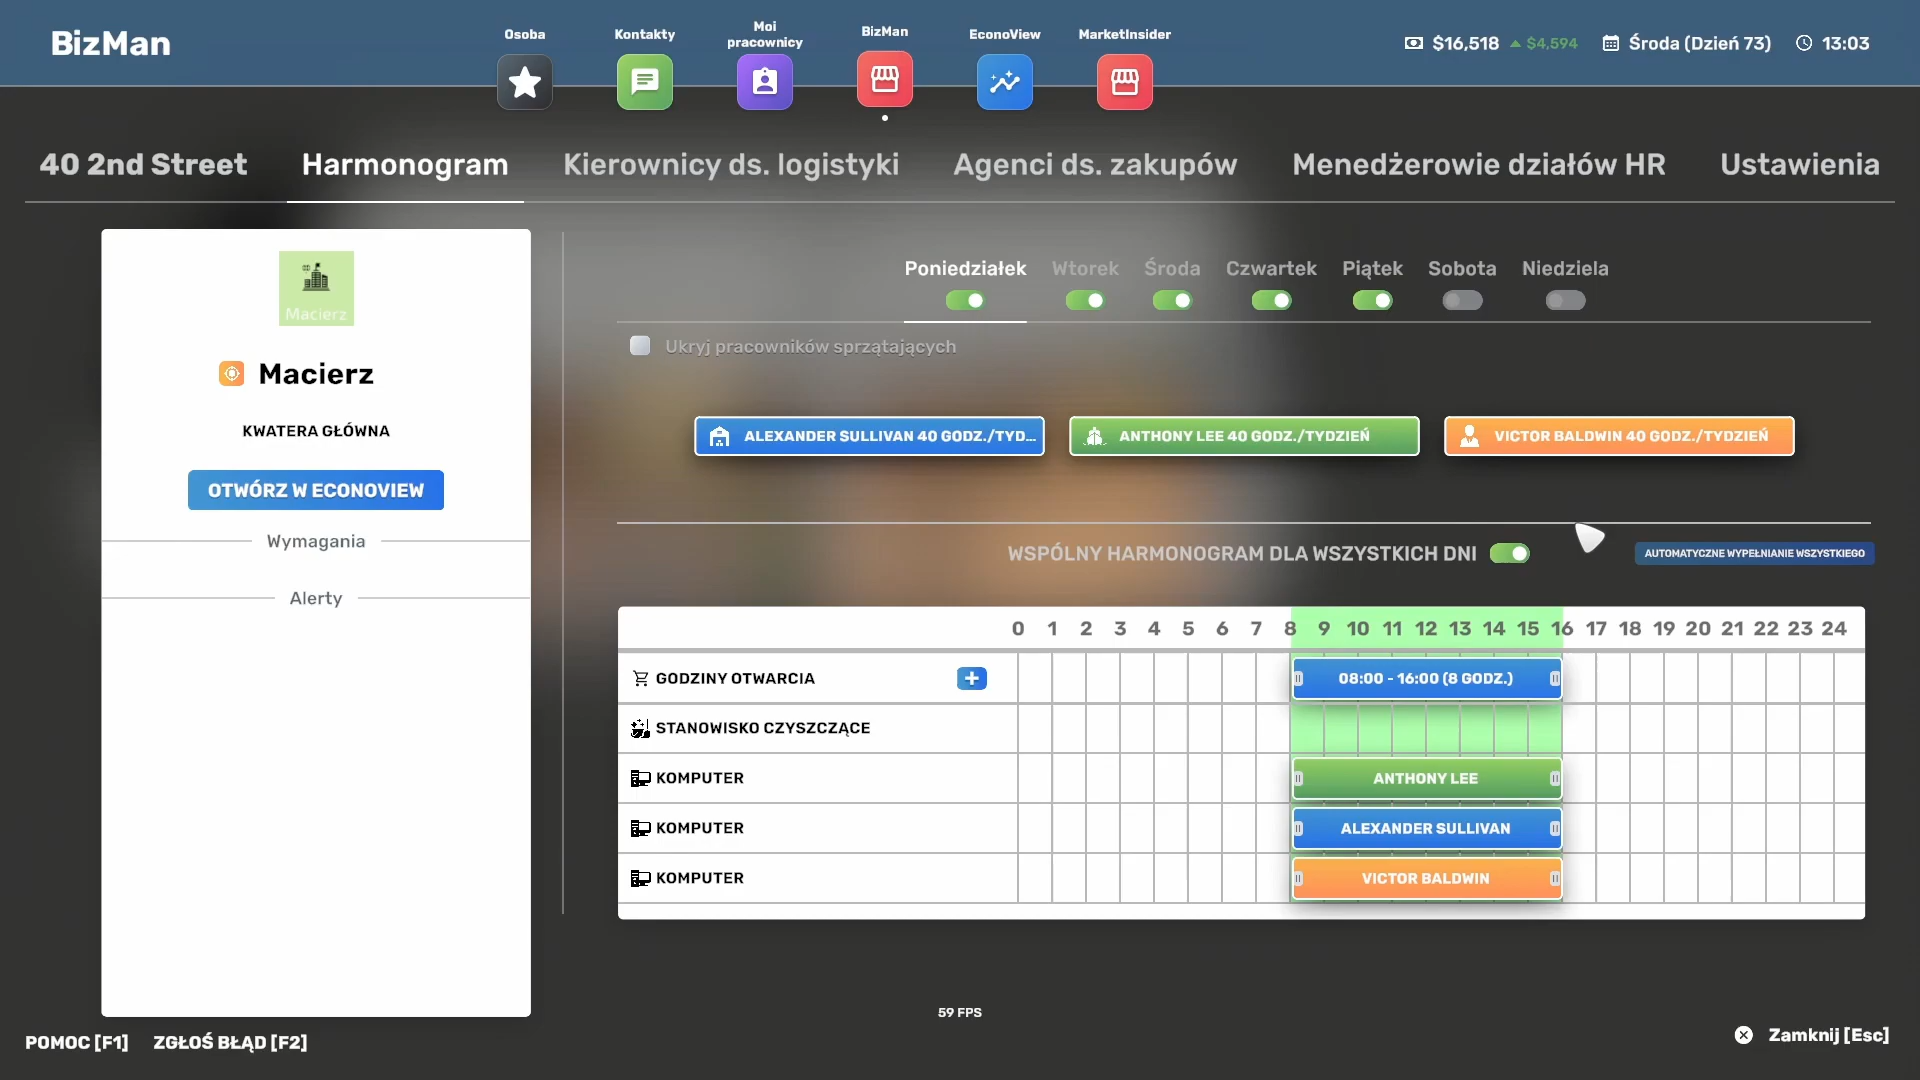 BizMan
Osoba
Kontakty
Moi
pracownicy
BizMan
EconoView
MarketInsider
$16,518
$4,594
Środa (Dzień 73)
13:03
40 2nd Street
Harmonogram
Kierownicy ds. logistyki
Agenci ds. zakupów
Menedżerowie działów HR
Ustawienia
Macierz
Macierz
KWATERA GŁÓWNA
OTWÓRZ W ECONOVIEW
Wymagania
Alerty
Poniedziałek Wtorek Środa Czwartek Piątek Sobota Niedziela
Ukryj pracowników sprzątających
ALEXANDER SULLIVAN 40 GODZ./TYD...
ANTHONY LEE 40 GODZ./TYDZIEŃ
VICTOR BALDWIN 40 GODZ./TYDZIEŃ
WSPÓLNY HARMONOGRAM DLA WSZYSTKICH DNI
AUTOMATYCZNE WYPEŁNIANIE WSZYSTKIEGO
0 1 2 3 4 5 6 7 8 9 10 11 12 13 14 15 16 17 18 19 20 21 22 23 24
GODZINY OTWARCIA
08:00 - 16:00 (8 GODZ.)
STANOWISKO CZYSZCZĄCE
KOMPUTER
ANTHONY LEE
KOMPUTER
ALEXANDER SULLIVAN
KOMPUTER
VICTOR BALDWIN
59 FPS
POMOC [F1]
ZGŁOŚ BŁĄD [F2]
Zamknij [Esc]